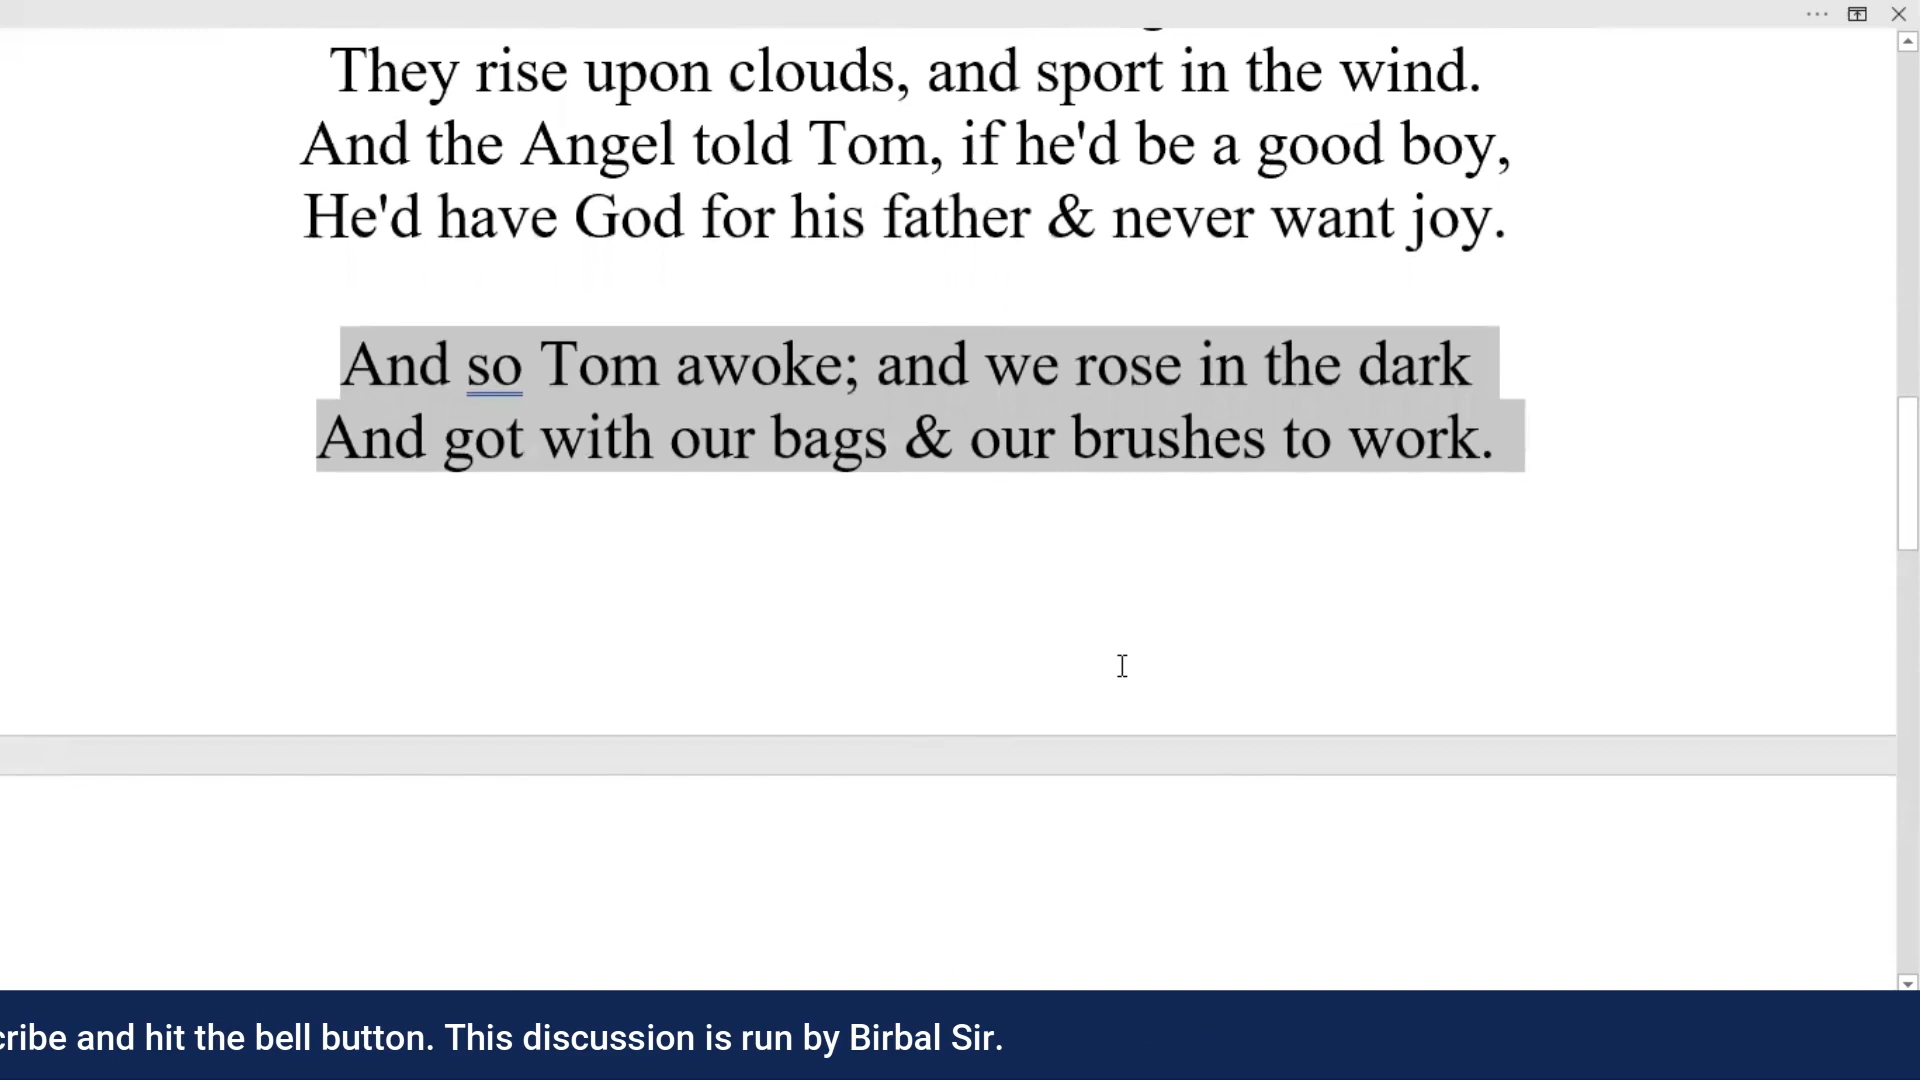 They rise upon clouds, and sport in the wind.
And the Angel told Tom, if he'd be a good boy,
He'd have God for his father & never want joy.
And so Tom awoke; and we rose in the dark
And got with our bags & our brushes to work.
cribe and hit the bell button. This discussion is run by Birbal Sir.